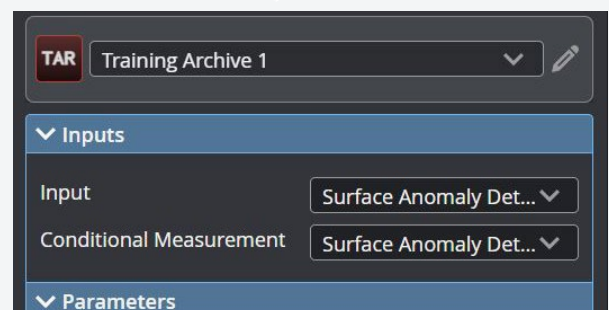 TAR Training Archive 1
Inputs
Input Surface Anomaly Det...
Conditional Measurement Surface Anomaly Det...
Parameters